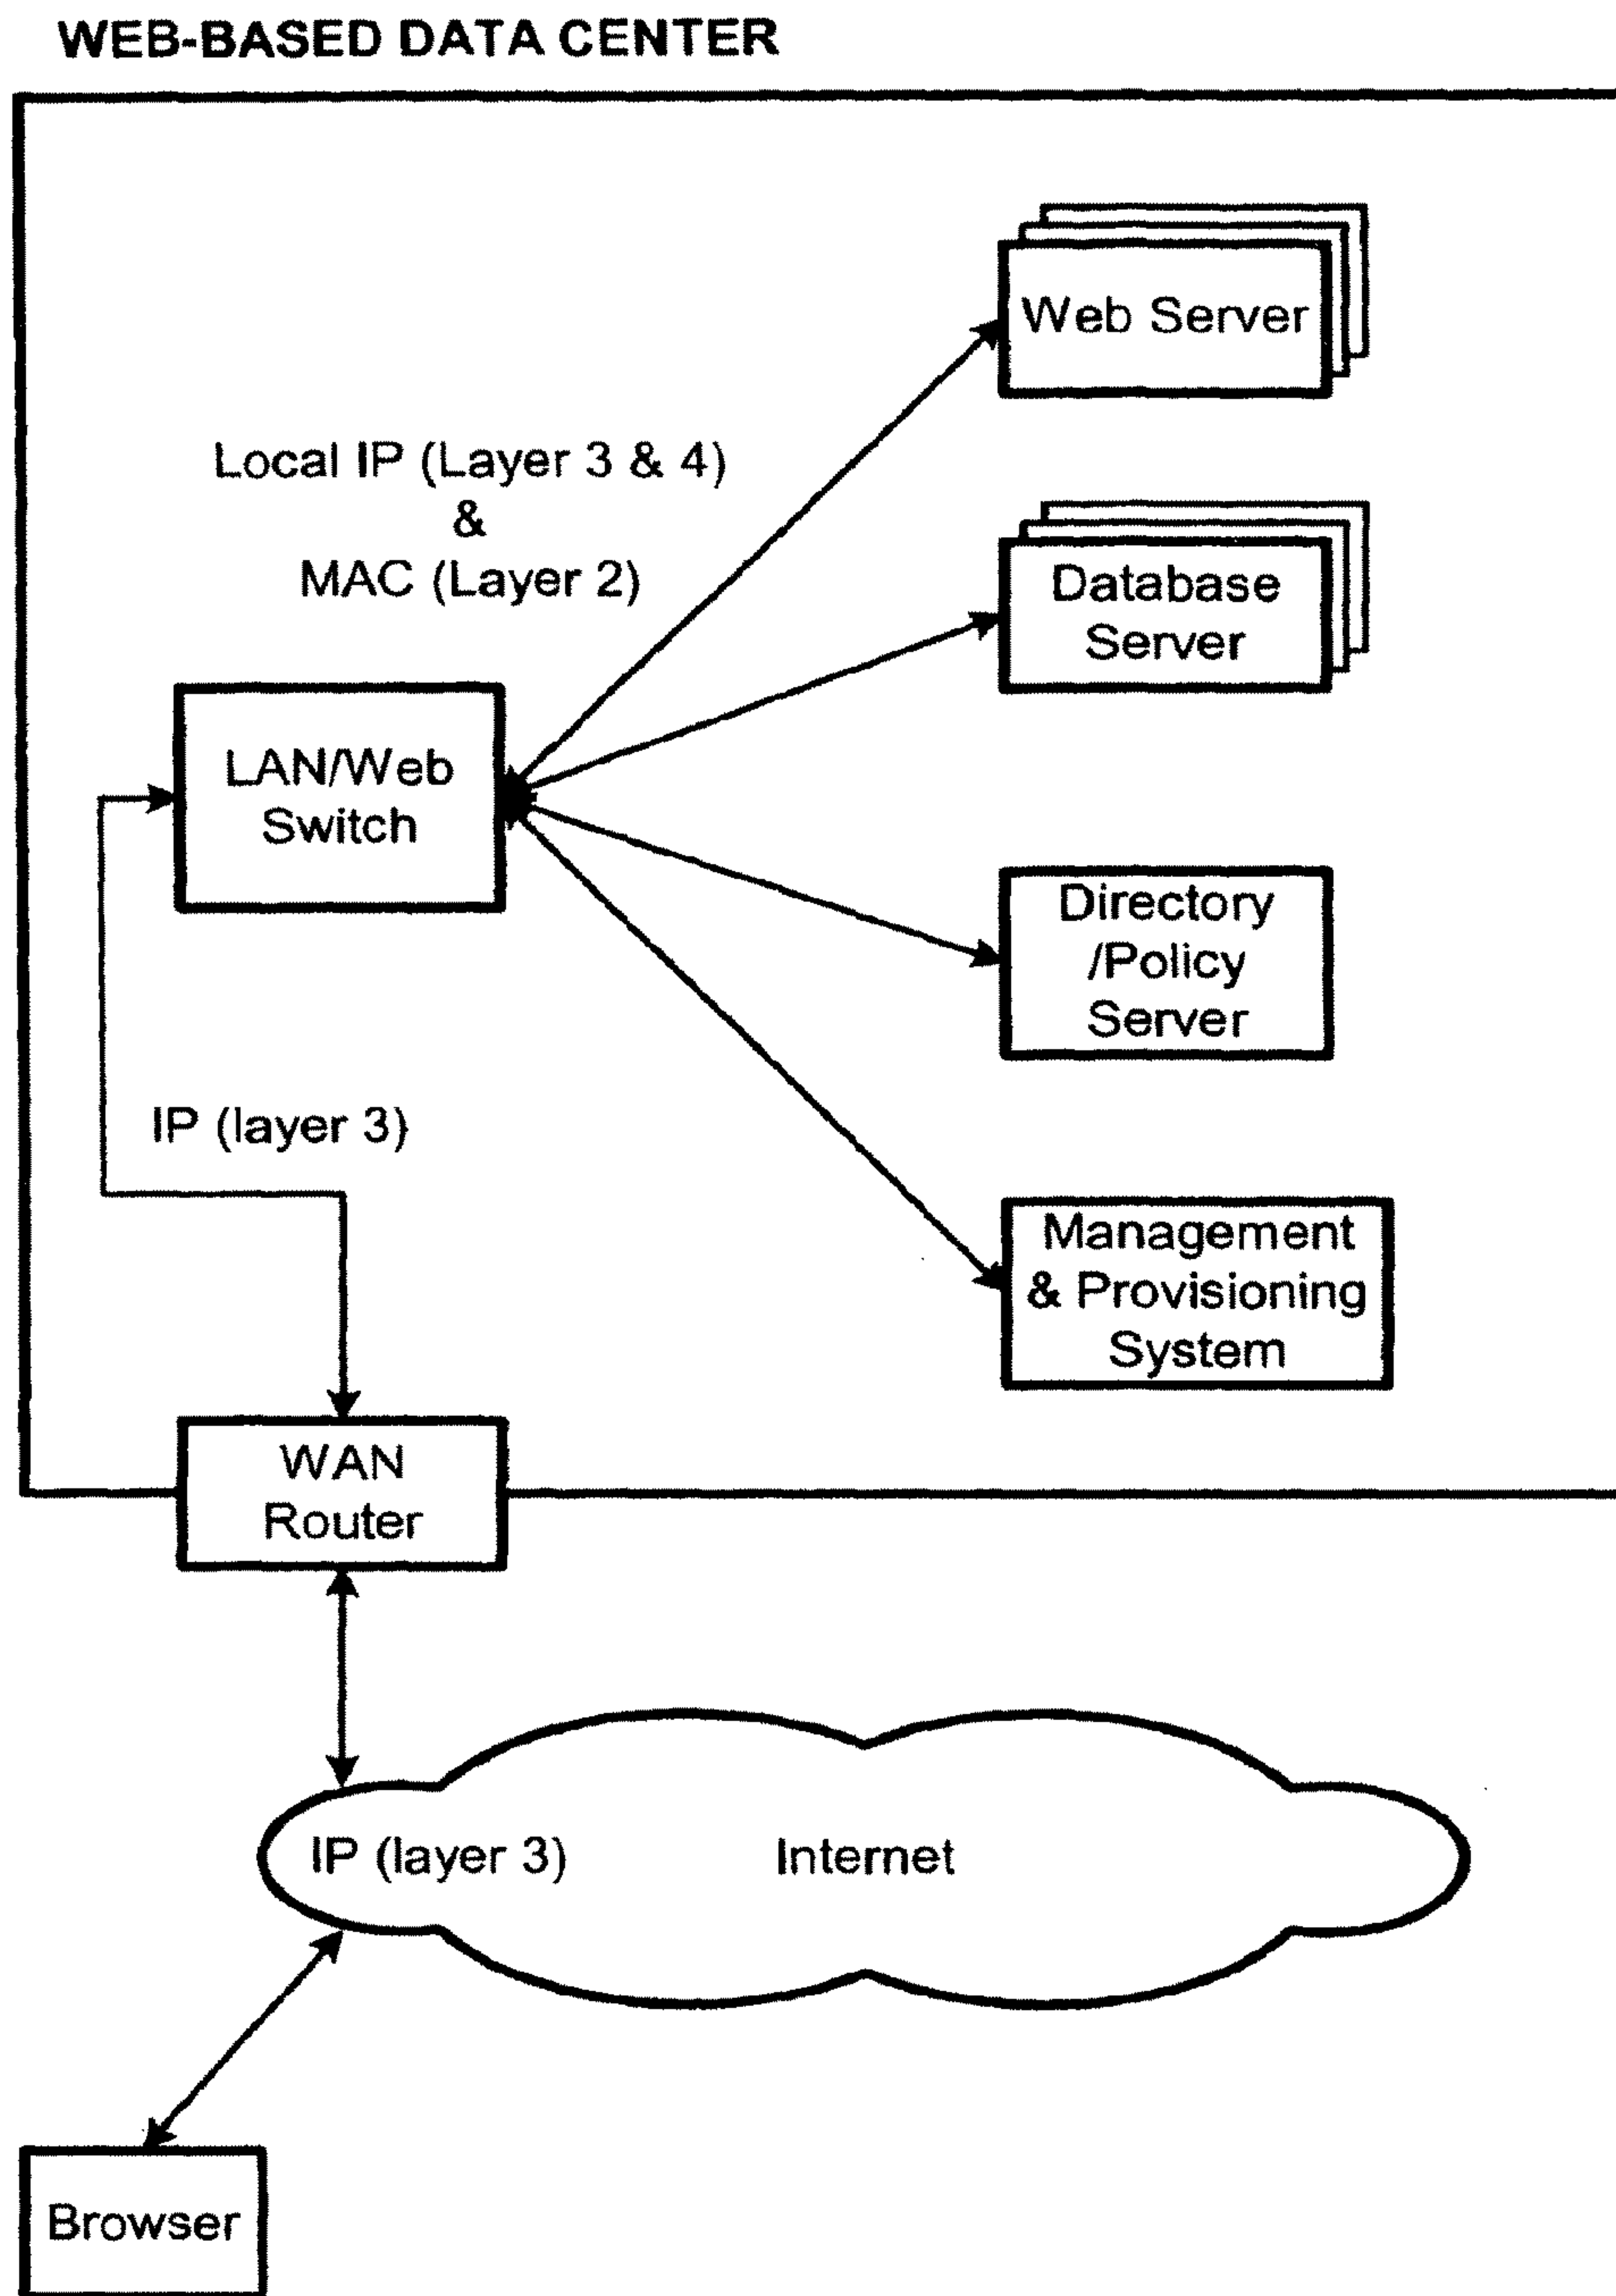 WEB-BASED DATA CENTER
Web Server
Local IP (Layer 3 & 4)
&
MAC (Layer 2)
Database
Server
LAN/Web
Switch
Directory
/Policy
Server
IP (layer 3)
Management
& Provisioning
System
WAN
Router
IP (layer 3)
Internet
Browser